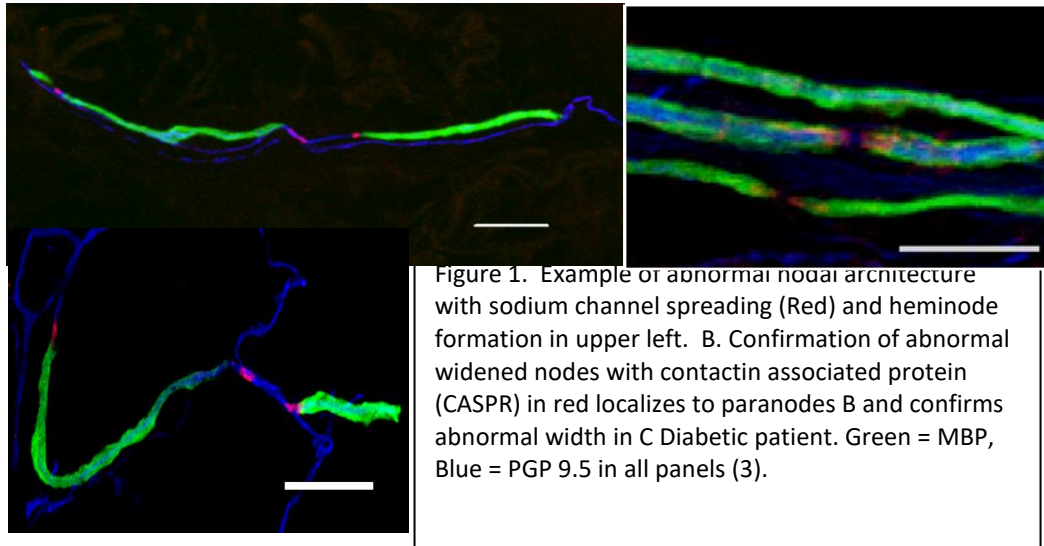 Figure 1. Example of abnormal nodal architecture
with sodium channel spreading (Red) and heminode
formation in upper left. B. Confirmation of abnormal
widened nodes with contactin associated protein
(CASPR) in red localizes to paranodes B and confirms
abnormal width in C Diabetic patient. Green = MBP,
Blue = PGP 9.5 in all panels (3).